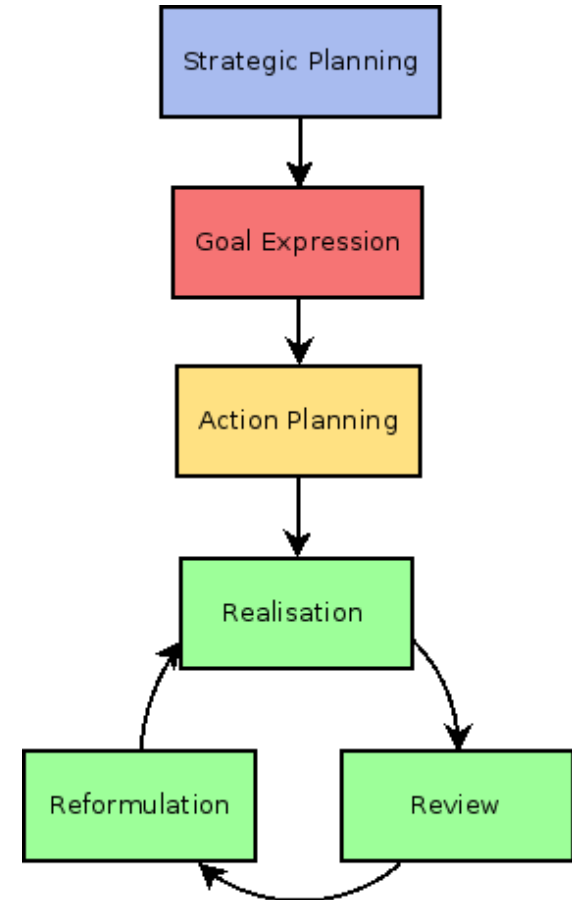 Strategic Planning
Goal Expression
Action Planning
Realisation
Reformulation
Review